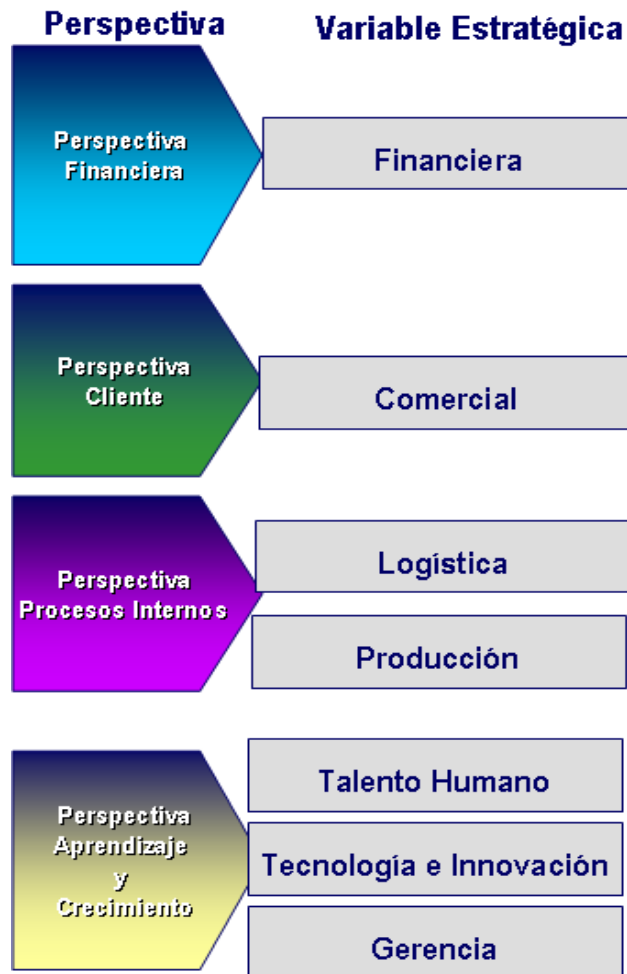 Perspectiva
Variable Estratégica
Perspectiva
Financiera
Financiera
Perspectiva
Cliente
Comercial
Perspectiva
Procesos Internos
Logística
Producción
Perspectiva
Aprendizaje
y
Crecimiento
Talento Humano
Tecnología e Innovación
Gerencia